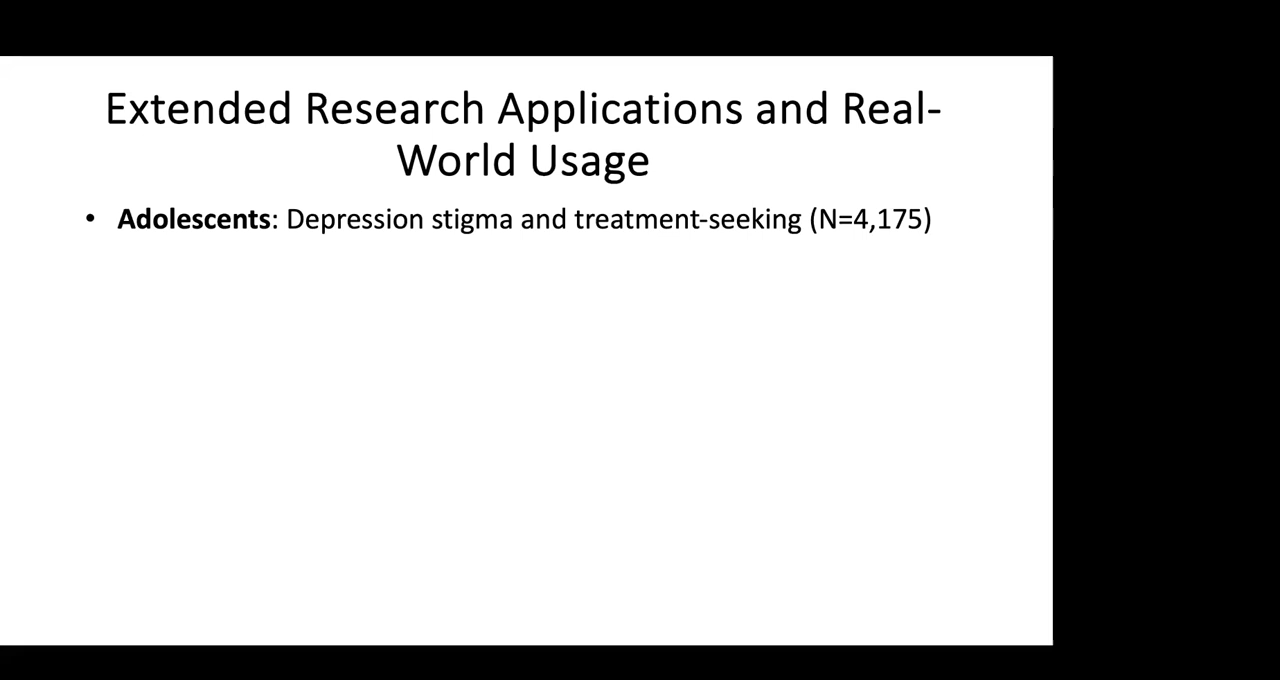 Extended Research Applications and Real-
World Usage
• Adolescents: Depression stigma and treatment-seeking (N=4,175)